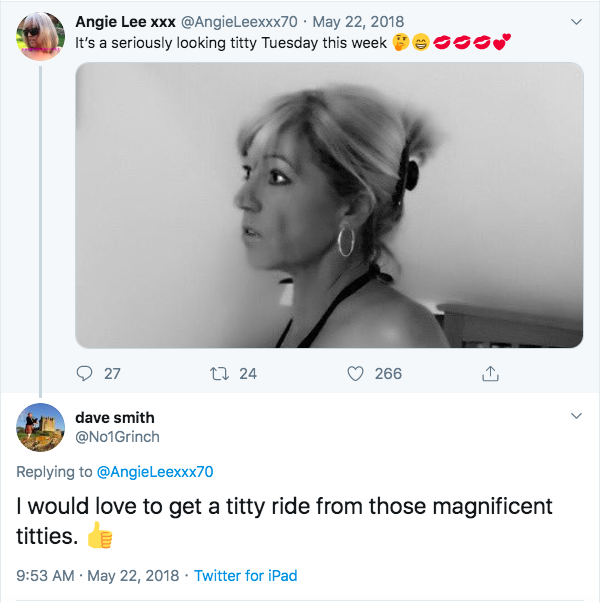 Angie Lee xxx @AngieLeexxx70 · May 22, 2018
It's a seriously looking titty Tuesday this week 🤔😁💋💋💋💕
27 24 266
dave smith
@No1Grinch
Replying to @AngieLeexxx70
I would love to get a titty ride from those magnificent
titties. 👍
9:53 AM · May 22, 2018 · Twitter for iPad